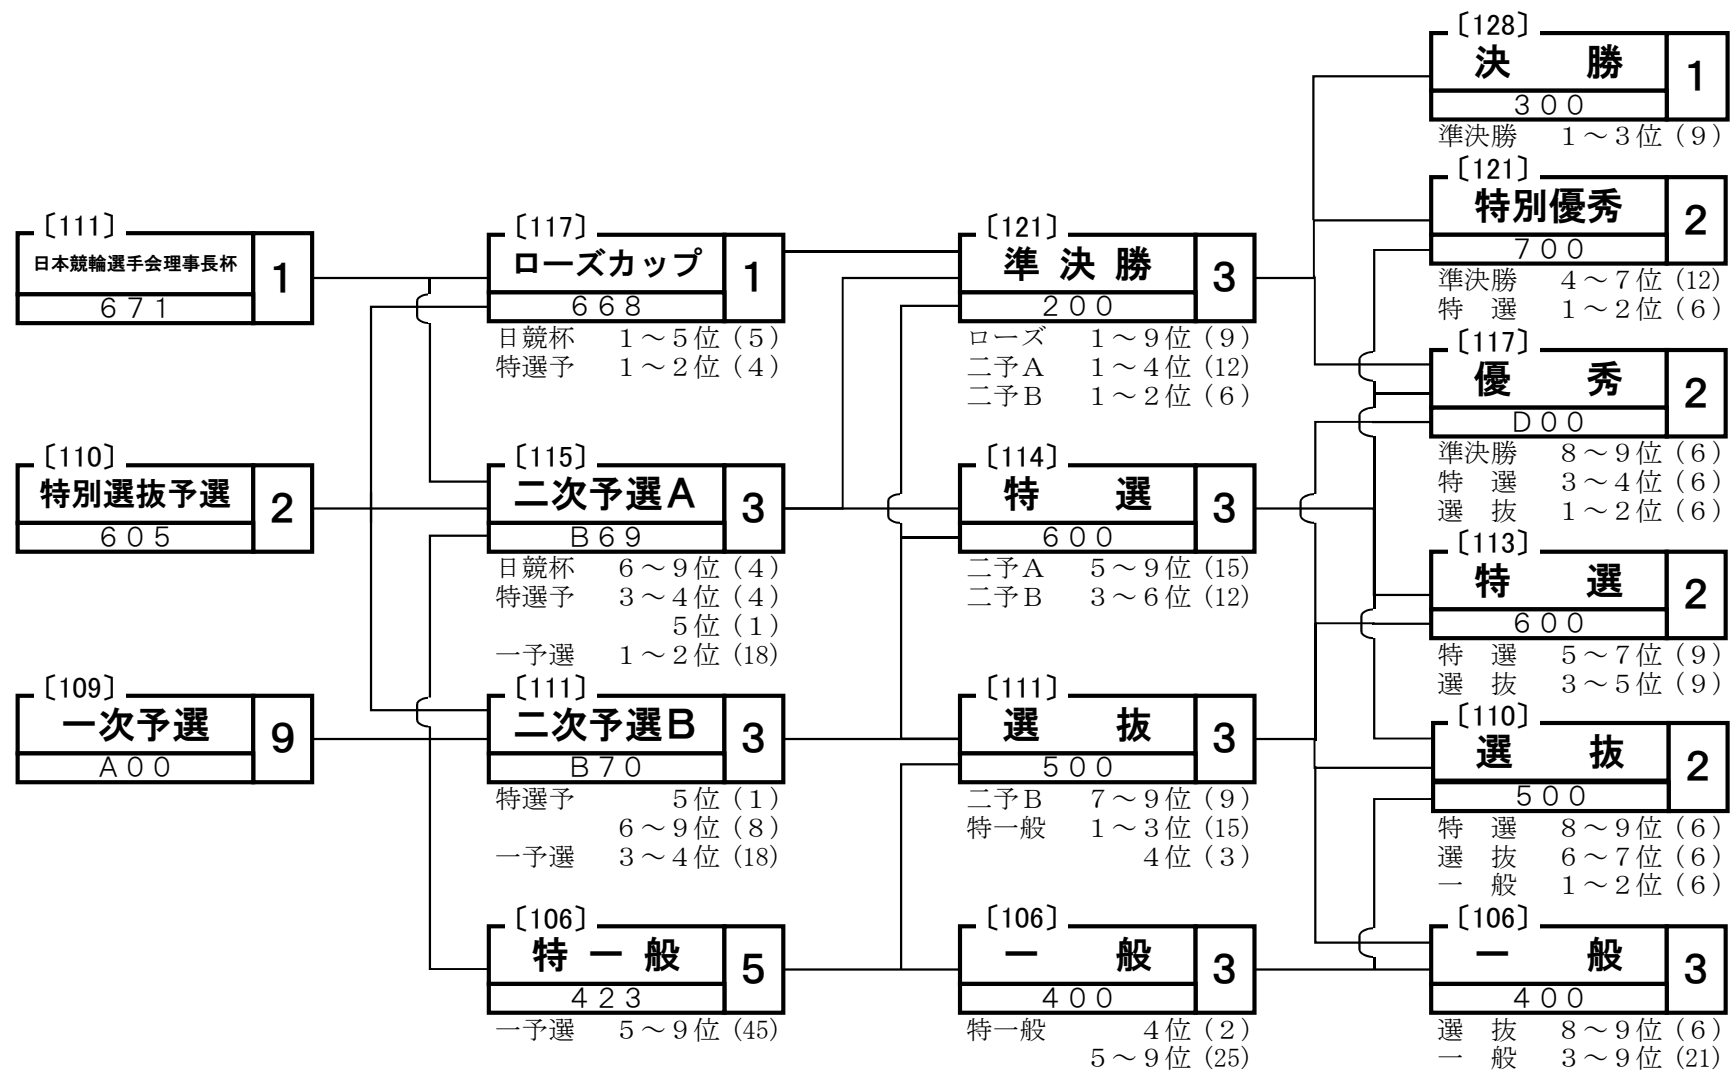 〔111〕
日本競輪選手会理事長杯
1
６７１
〔110〕
特別選抜予選
2
６０５
〔109〕
一次予選
9
Ａ００
〔117〕
ローズカップ
1
６６８
日競杯　１～５位（５）
特選予　１～２位（４）
〔115〕
二次予選Ａ
3
Ｂ６９
日競杯　６～９位（４）
特選予　３～４位（４）
５位（１）
一予選　１～２位（18）
〔111〕
二次予選Ｂ
3
Ｂ７０
特選予　５位（１）
６～９位（８）
一予選　３～４位（18）
〔106〕
特一般
5
４２３
一予選　５～９位（45）
〔121〕
準決勝
3
２００
ローズ　１～９位（９）
二予Ａ　１～４位（12）
二予Ｂ　１～２位（６）
〔114〕
特　選
3
６００
二予Ａ　５～９位（15）
二予Ｂ　３～６位（12）
〔111〕
選　抜
3
５００
二予Ｂ　７～９位（９）
特一般　１～３位（15）
４位（３）
〔106〕
一　般
3
４００
特一般　４位（２）
５～９位（25）
〔128〕
決　勝
1
３００
準決勝　１～３位（９）
〔121〕
特別優秀
2
７００
準決勝　４～７位（12）
特　選　１～２位（６）
〔117〕
優　秀
2
Ｄ００
準決勝　８～９位（６）
特　選　３～４位（６）
選　抜　１～２位（６）
〔113〕
特　選
2
６００
特　選　５～７位（９）
選　抜　３～５位（９）
〔110〕
選　抜
2
５００
特　選　８～９位（６）
選　抜　６～７位（６）
一　般　１～２位（６）
〔106〕
一　般
3
４００
選　抜　８～９位（６）
一　般　３～９位（21）